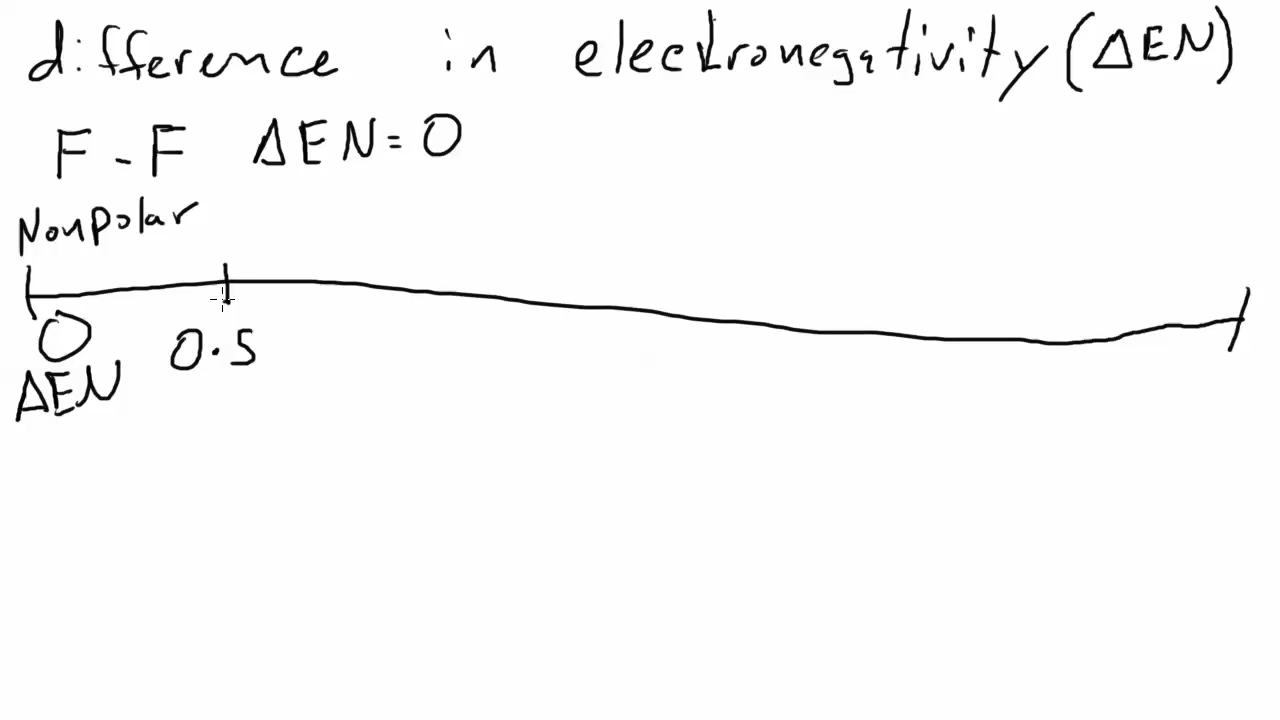 difference in electronegativity (ΔEN)
F - F ΔEN = 0
Nonpolar
0 0.5
ΔEN